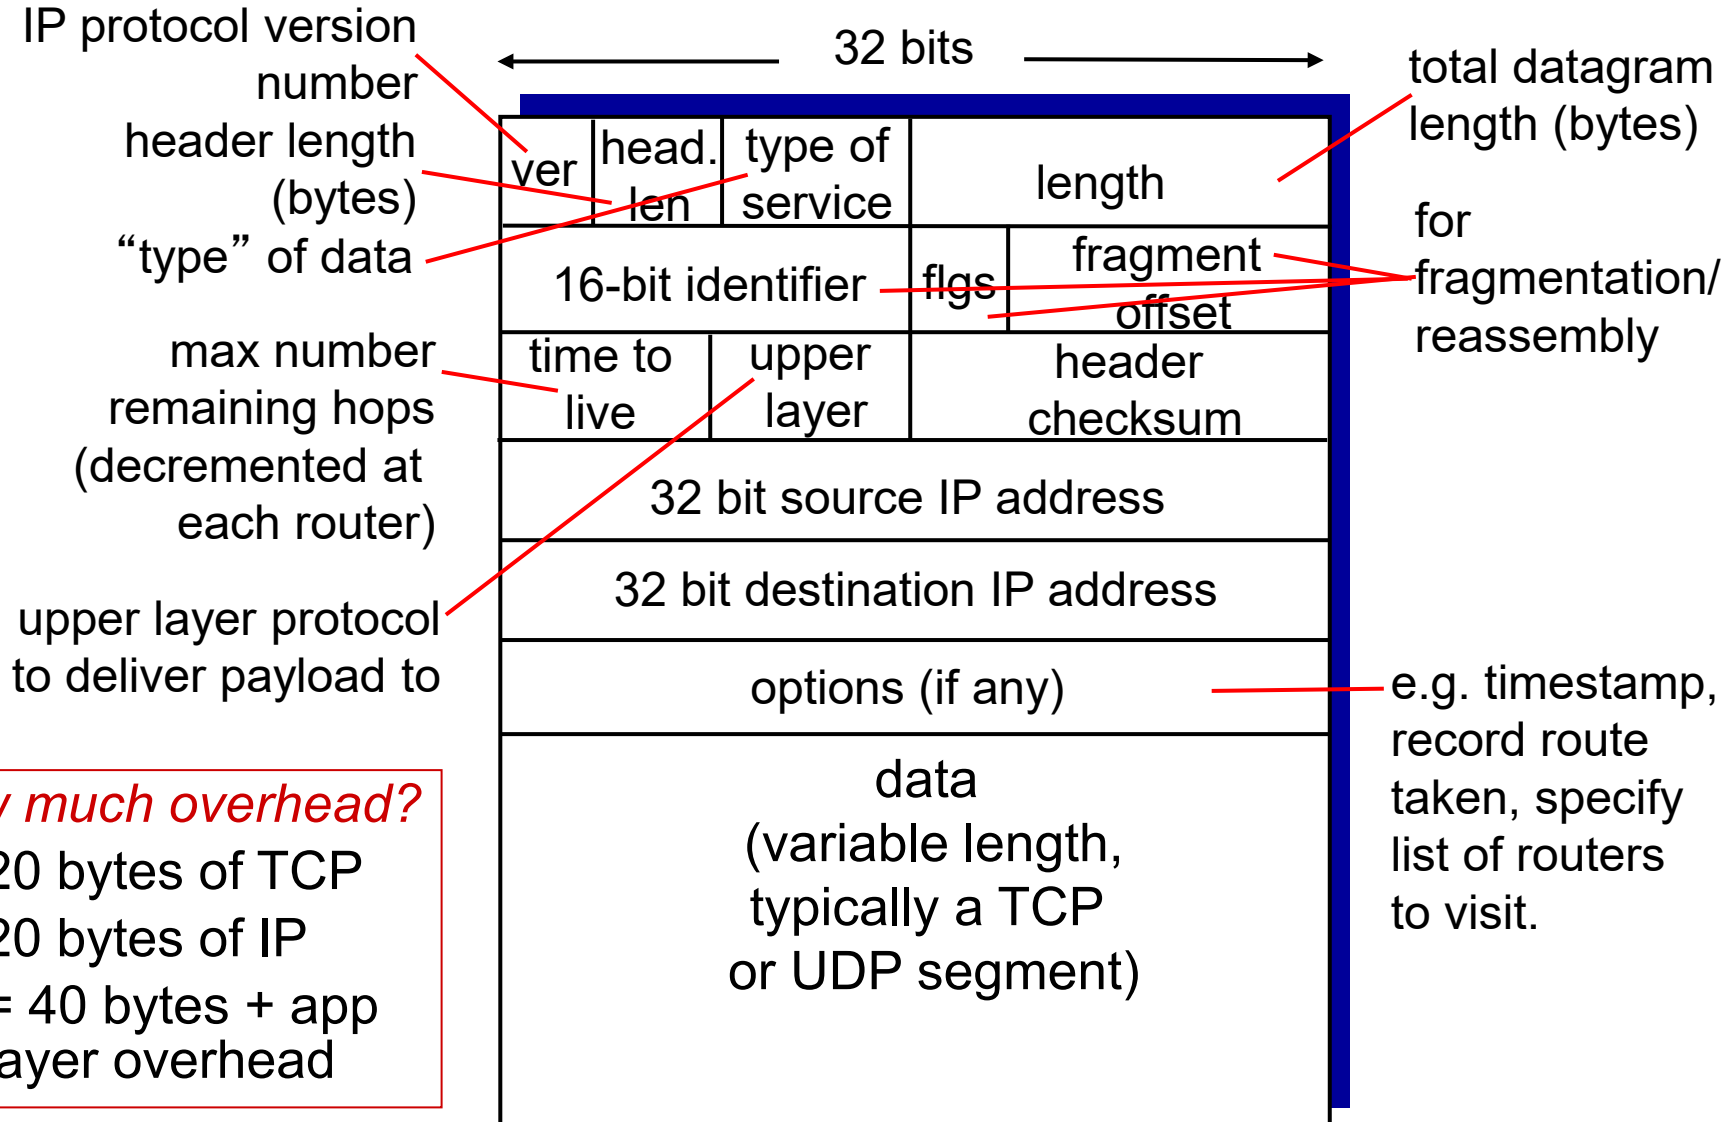 IP protocol version
number
header length
(bytes)
“type” of data
max number
remaining hops
(decremented at
each router)
upper layer protocol
to deliver payload to
much overhead?
20 bytes of TCP
20 bytes of IP
= 40 bytes + app
overhead
32 bits
ver
head.
len
type of
service
length
16-bit identifier
flgs
fragment
offset
time to
live
upper
layer
header
checksum
32 bit source IP address
32 bit destination IP address
options (if any)
data
(variable length,
typically a TCP
or UDP segment)
total datagram
length (bytes)
for
fragmentation/
reassembly
e.g. timestamp,
record route
taken, specify
list of routers
to visit.